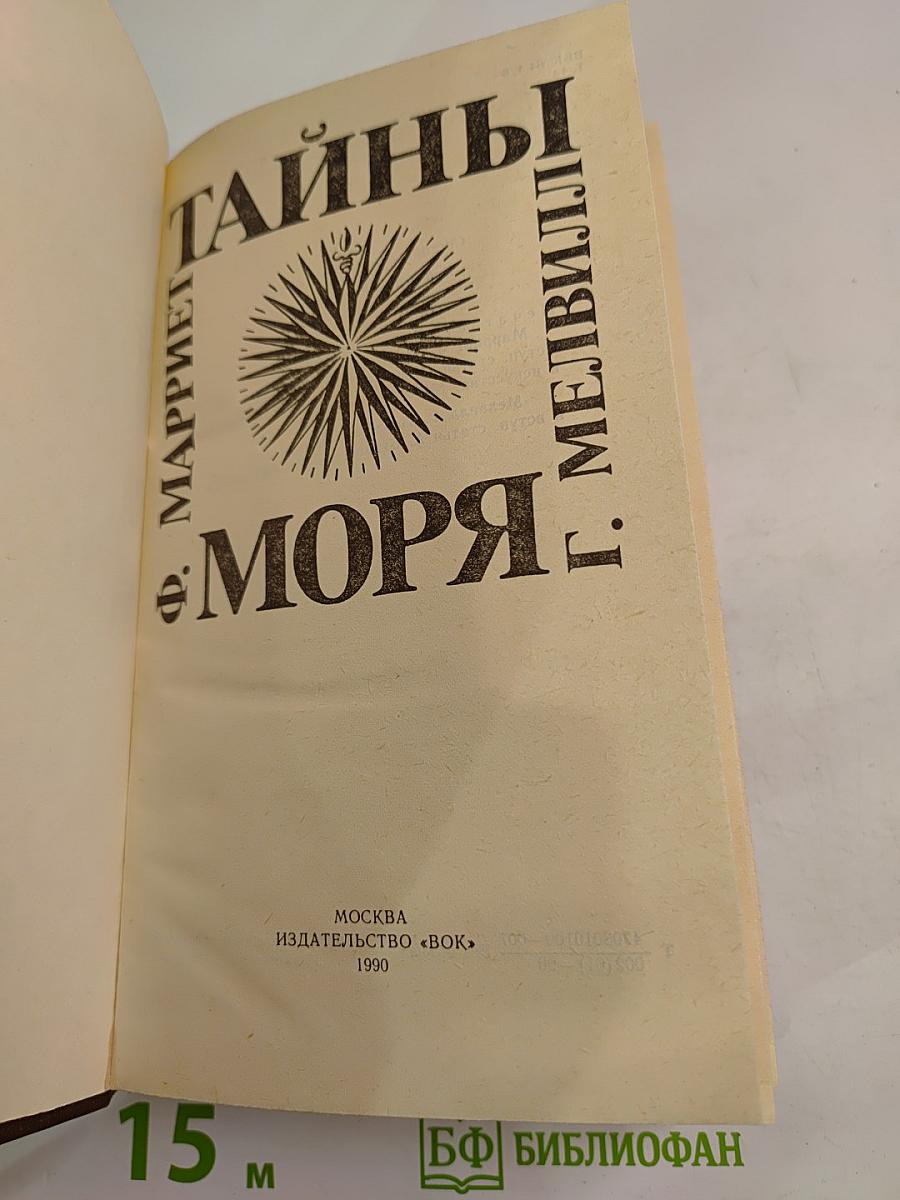 ТАЙНЫ
Ф. МАРРИЕТ
Г. МЕЛВИЛЛ
МОРЯ
МОСКВА
ИЗДАТЕЛЬСТВО «ВОК»
1990
15 м
БФ БИБЛИОФАН